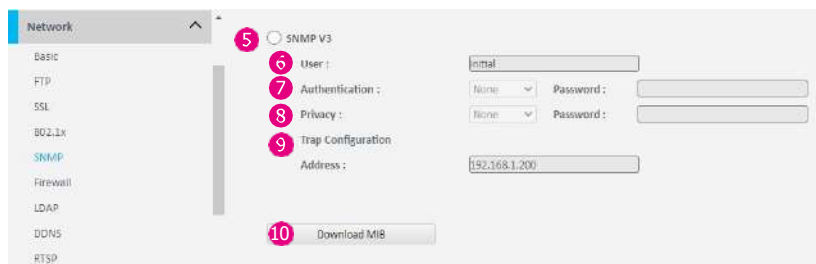 Network
Basic
FTP
SSL
802.1x
SNMP
Firewall
LDAP
DDNS
RTSP
5 SNMP V3
6 User : initial
7 Authentication : None Password :
8 Privacy : None Password :
9 Trap Configuration
Address : 192.168.1.200
10 Download MIB